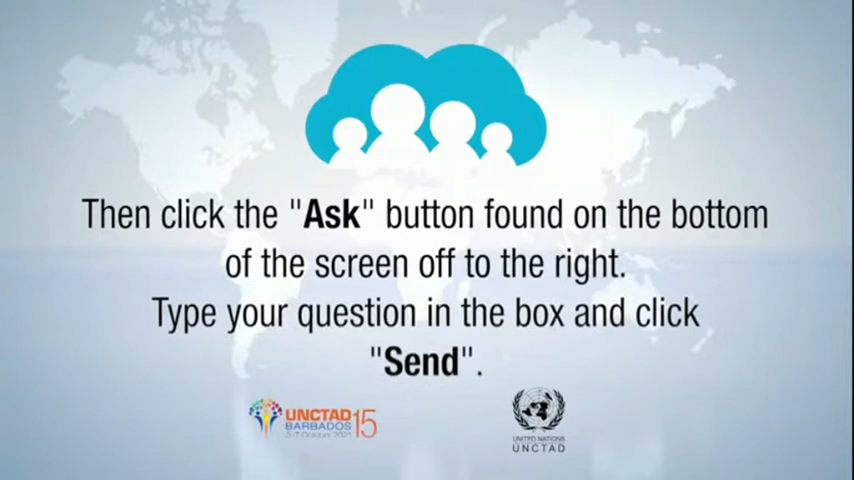 Then click the "Ask" button found on the bottom
of the screen off to the right.
Type your question in the box and click
"Send".
UNCTAD 15
BARBADOS
3-7 October 2021
UNITED NATIONS
UNCTAD